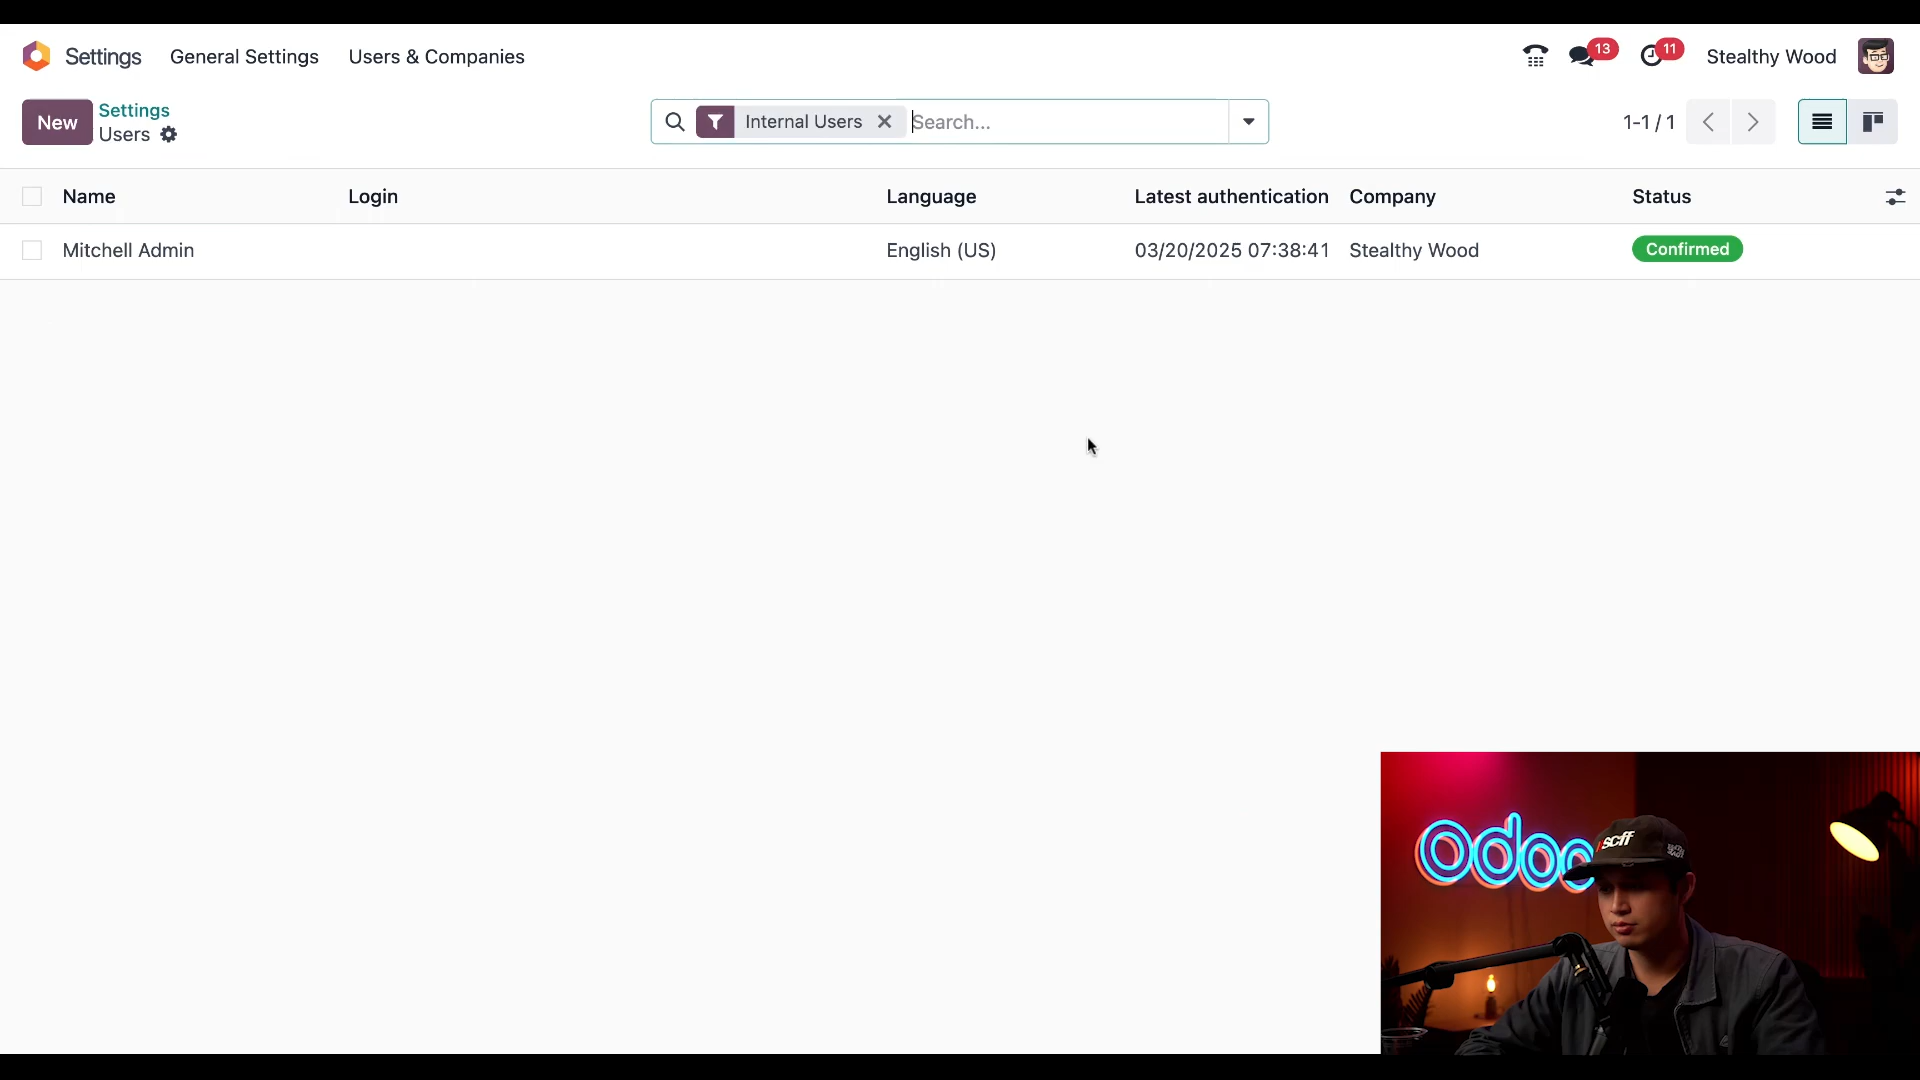 Settings General Settings Users & Companies 13 11 Stealthy Wood
New Settings Internal Users Search... 1-1 / 1
Users
Name Login Language Latest authentication Company Status
Mitchell Admin English (US) 03/20/2025 07:38:41 Stealthy Wood Confirmed
odoo
scff